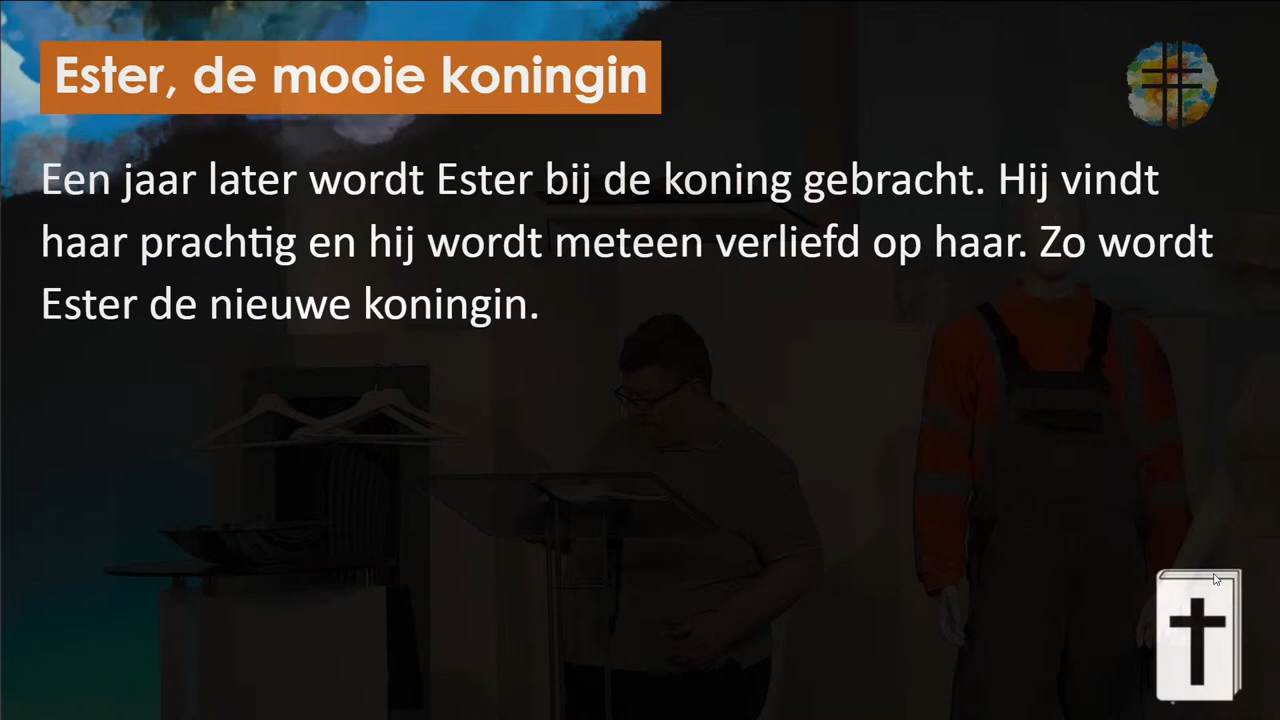 Ester, de mooie koningin
Een jaar later wordt Ester bij de koning gebracht. Hij vindt
haar prachtig en hij wordt meteen verliefd op haar. Zo wordt
Ester de nieuwe koningin.